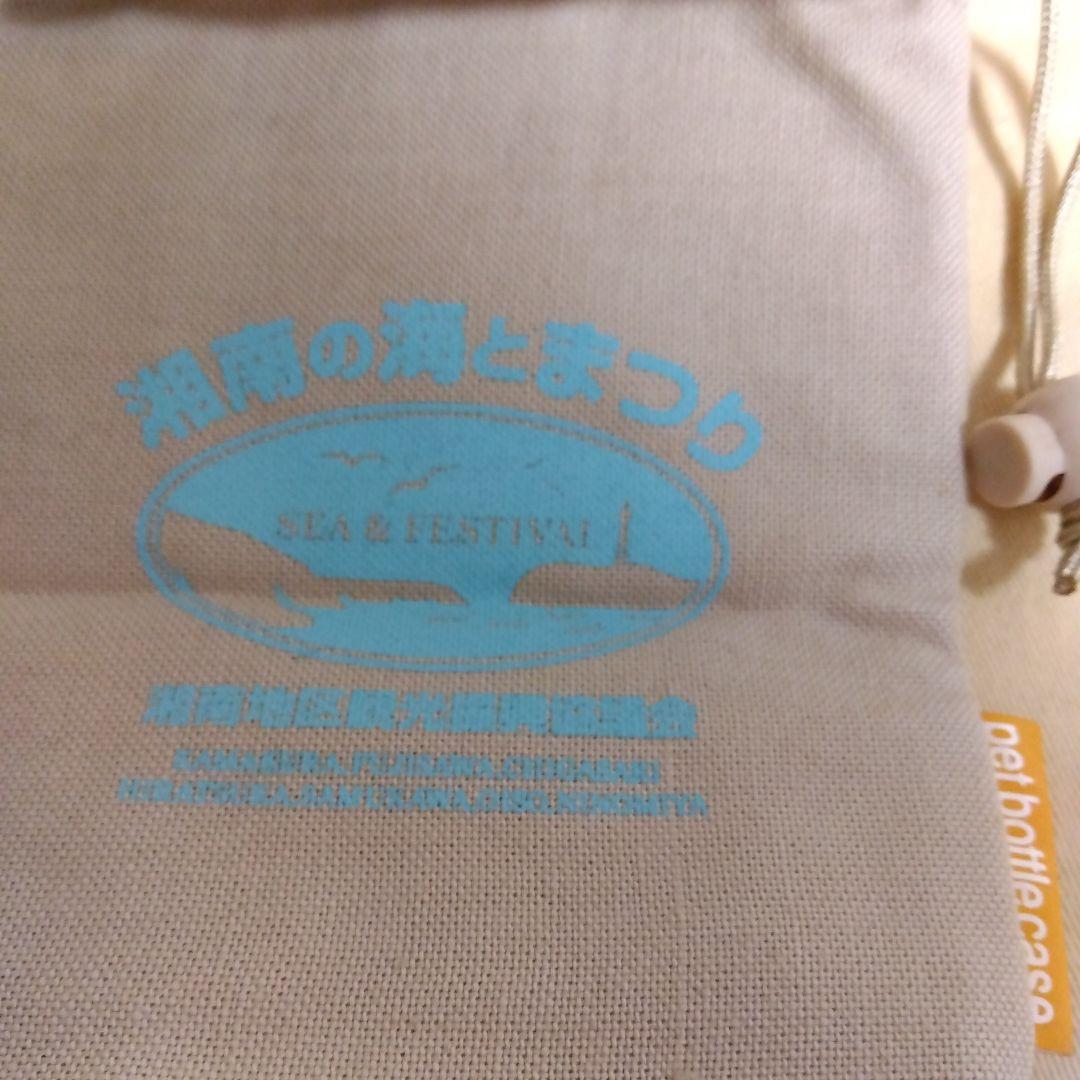 湘南の海とまつり
SEA & FESTIVAL
湘南地区観光振興協議会
KAMAKURA,FUJISAWA,CHIGASAKI
HIRATSUKA,SAMUKAWA,OISO,NINOMIYA
pet bottle case